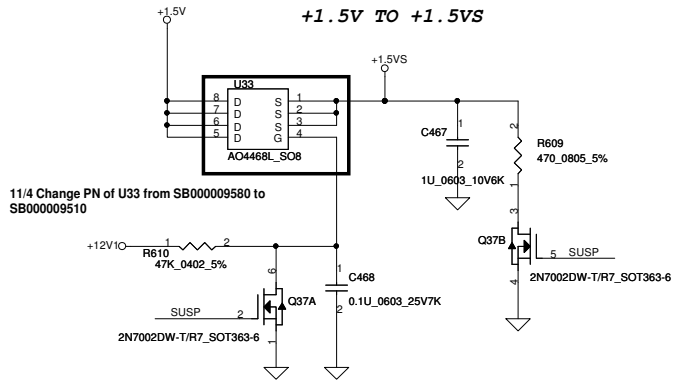 +1.5V TO +1.5VS
+1.5V
+1.5VS
U33
8 D S 1
7 D S 2
6 D S 3
5 D G 4
AO4468L_SO8
C467
1
2
1U_0603_10V6K
2
R609
470_0805_5%
1
11/4 Change PN of U33 from SB000009580 to
SB000009510
3
Q37B
5 SUSP
4
2N7002DW-T/R7_SOT363-6
+12V1
1 2
R610
47K_0402_5%
6
1
C468
2
0.1U_0603_25V7K
Q37A
SUSP 2
1
2N7002DW-T/R7_SOT363-6